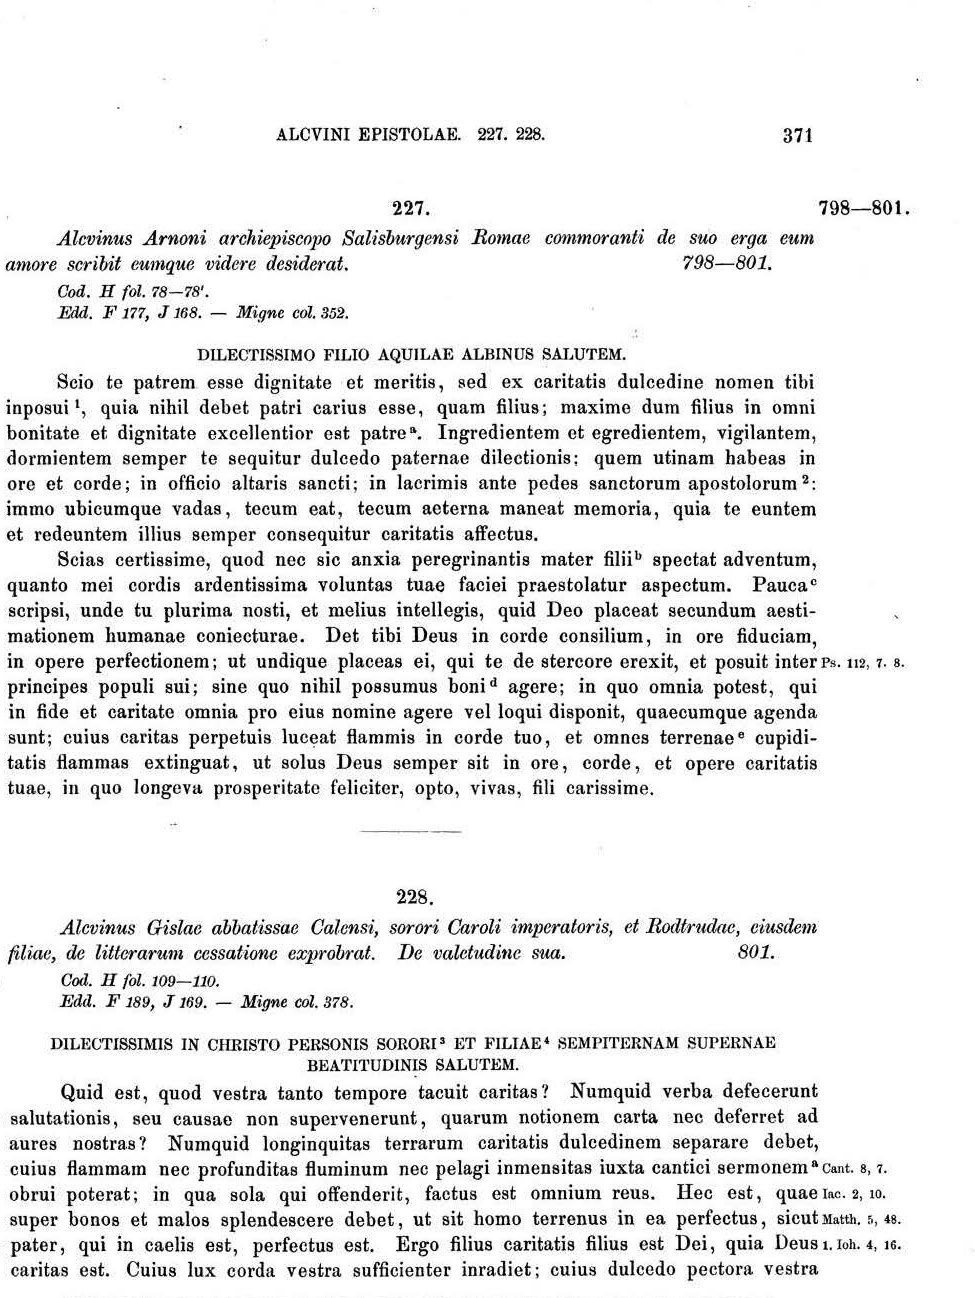 ALCVINI EPISTOLAE. 227. 228. 371
227. 798—801.
Alcvinus Arnoni archiepiscopo Salisburgensi Romae commoranti de suo erga eum
amore scribit eumque videre desiderat. 798—801.
Cod. H fol. 78—78'.
Edd. F 177, J 168. — Migne col. 352.
DILECTISSIMO FILIO AQUILAE ALBINUS SALUTEM.
Scio te patrem esse dignitate et meritis, sed ex caritatis dulcedine nomen tibi
inposui¹, quia nihil debet patri carius esse, quam filius; maxime dum filius in omni
bonitate et dignitate excellentior est patreᵃ. Ingredientem et egredientem, vigilantem,
dormientem semper te sequitur dulcedo paternae dilectionis; quem utinam habeas in
ore et corde; in officio altaris sancti; in lacrimis ante pedes sanctorum apostolorum²:
immo ubicumque vadas, tecum eat, tecum aeterna maneat memoria, quia te euntem
et redeuntem illius semper consequitur caritatis affectus.
Scias certissime, quod nec sic anxia peregrinantis mater filiiᵇ spectat adventum,
quanto mei cordis ardentissima voluntas tuae faciei praestolatur aspectum. Paucaᶜ
scripsi, unde tu plurima nosti, et melius intellegis, quid Deo placeat secundum aesti-
mationem humanae coniecturae. Det tibi Deus in corde consilium, in ore fiduciam,
in opere perfectionem; ut undique placeas ei, qui te de stercore erexit, et posuit inter Ps. 112, 7. 8.
principes populi sui; sine quo nihil possumus boniᵈ agere; in quo omnia potest, qui
in fide et caritate omnia pro eius nomine agere vel loqui disponit, quaecumque agenda
sunt; cuius caritas perpetuis luceat flammis in corde tuo, et omnes terrenaeᵉ cupidi-
tatis flammas extinguat, ut solus Deus semper sit in ore, corde, et opere caritatis
tuae, in quo longeva prosperitate feliciter, opto, vivas, fili carissime.
228.
Alcvinus Gislae abbatissae Calensi, sorori Caroli imperatoris, et Rodtrudae, eiusdem
filiae, de litterarum cessatione exprobrat. De valetudine sua. 801.
Cod. H fol. 109—110.
Edd. F 189, J 169. — Migne col. 378.
DILECTISSIMIS IN CHRISTO PERSONIS SORORI³ ET FILIAE⁴ SEMPITERNAM SUPERNAE
BEATITUDINIS SALUTEM.
Quid est, quod vestra tanto tempore tacuit caritas? Numquid verba defecerunt
salutationis, seu causae non supervenerunt, quarum notionem carta nec deferret ad
aures nostras? Numquid longinquitas terrarum caritatis dulcedinem separare debet,
cuius flammam nec profunditas fluminum nec pelagi inmensitas iuxta cantici sermonemᵃ Cant. 8, 7.
obrui poterat; in qua sola qui offenderit, factus est omnium reus. Hec est, quae Iac. 2, 10.
super bonos et malos splendescere debet, ut sit homo terrenus in ea perfectus, sicut Matth. 5, 48.
pater, qui in caelis est, perfectus est. Ergo filius caritatis filius est Dei, quia Deus 1. Ioh. 4, 16.
caritas est. Cuius lux corda vestra sufficienter inradiet; cuius dulcedo pectora vestra